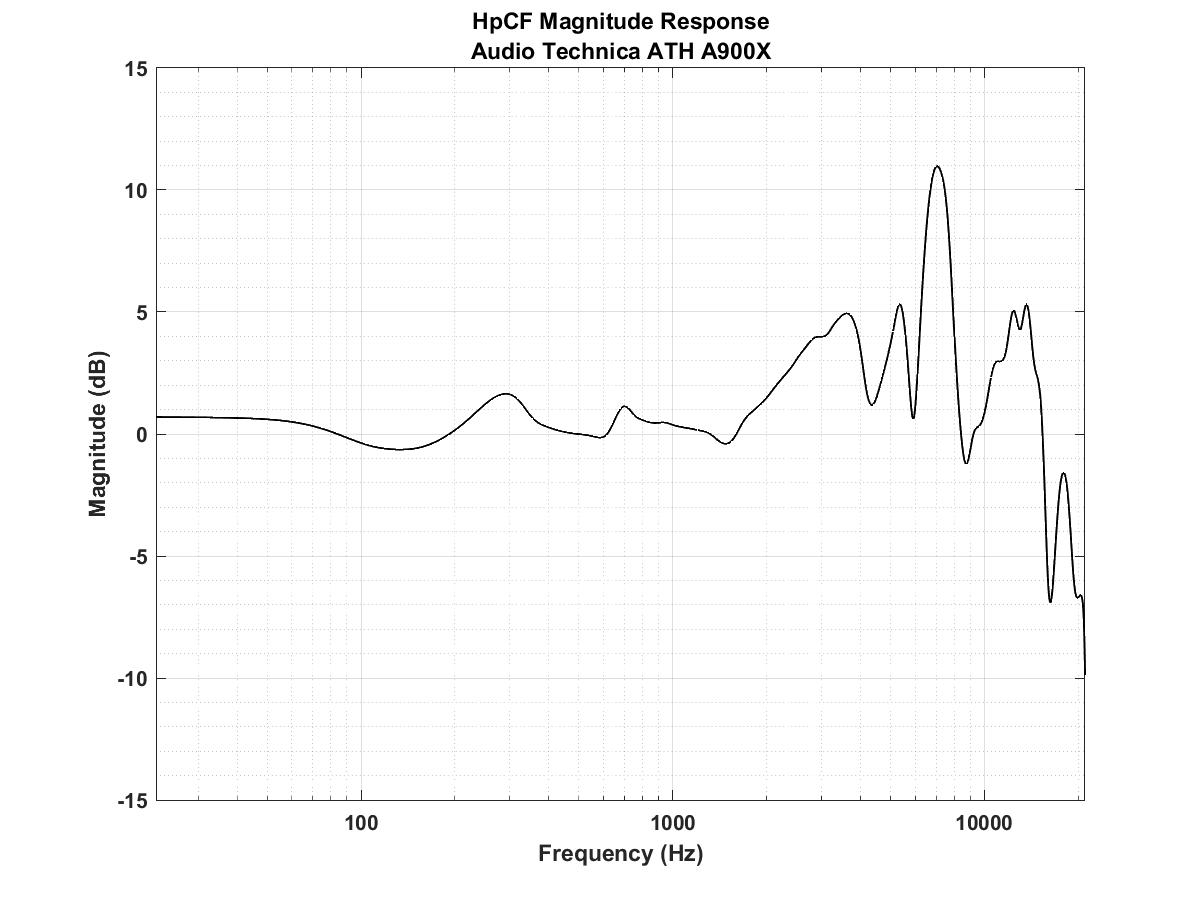 HpCF Magnitude Response
Audio Technica ATH A900X
15
10
5
0
-5
-10
-15
Magnitude (dB)
100
1000
10000
Frequency (Hz)